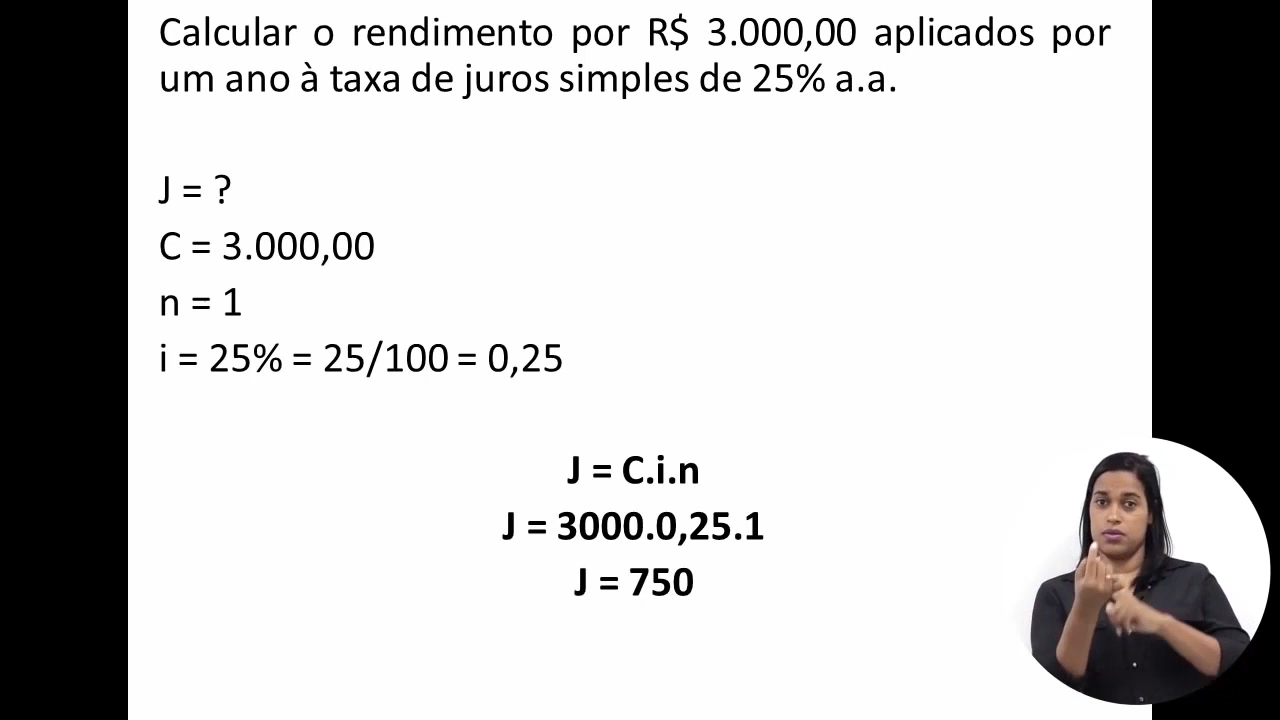 Calcular o rendimento por R$ 3.000,00 aplicados por
um ano à taxa de juros simples de 25% a.a.
J = ?
C = 3.000,00
n = 1
i = 25% = 25/100 = 0,25
J = C.i.n
J = 3000.0,25.1
J = 750